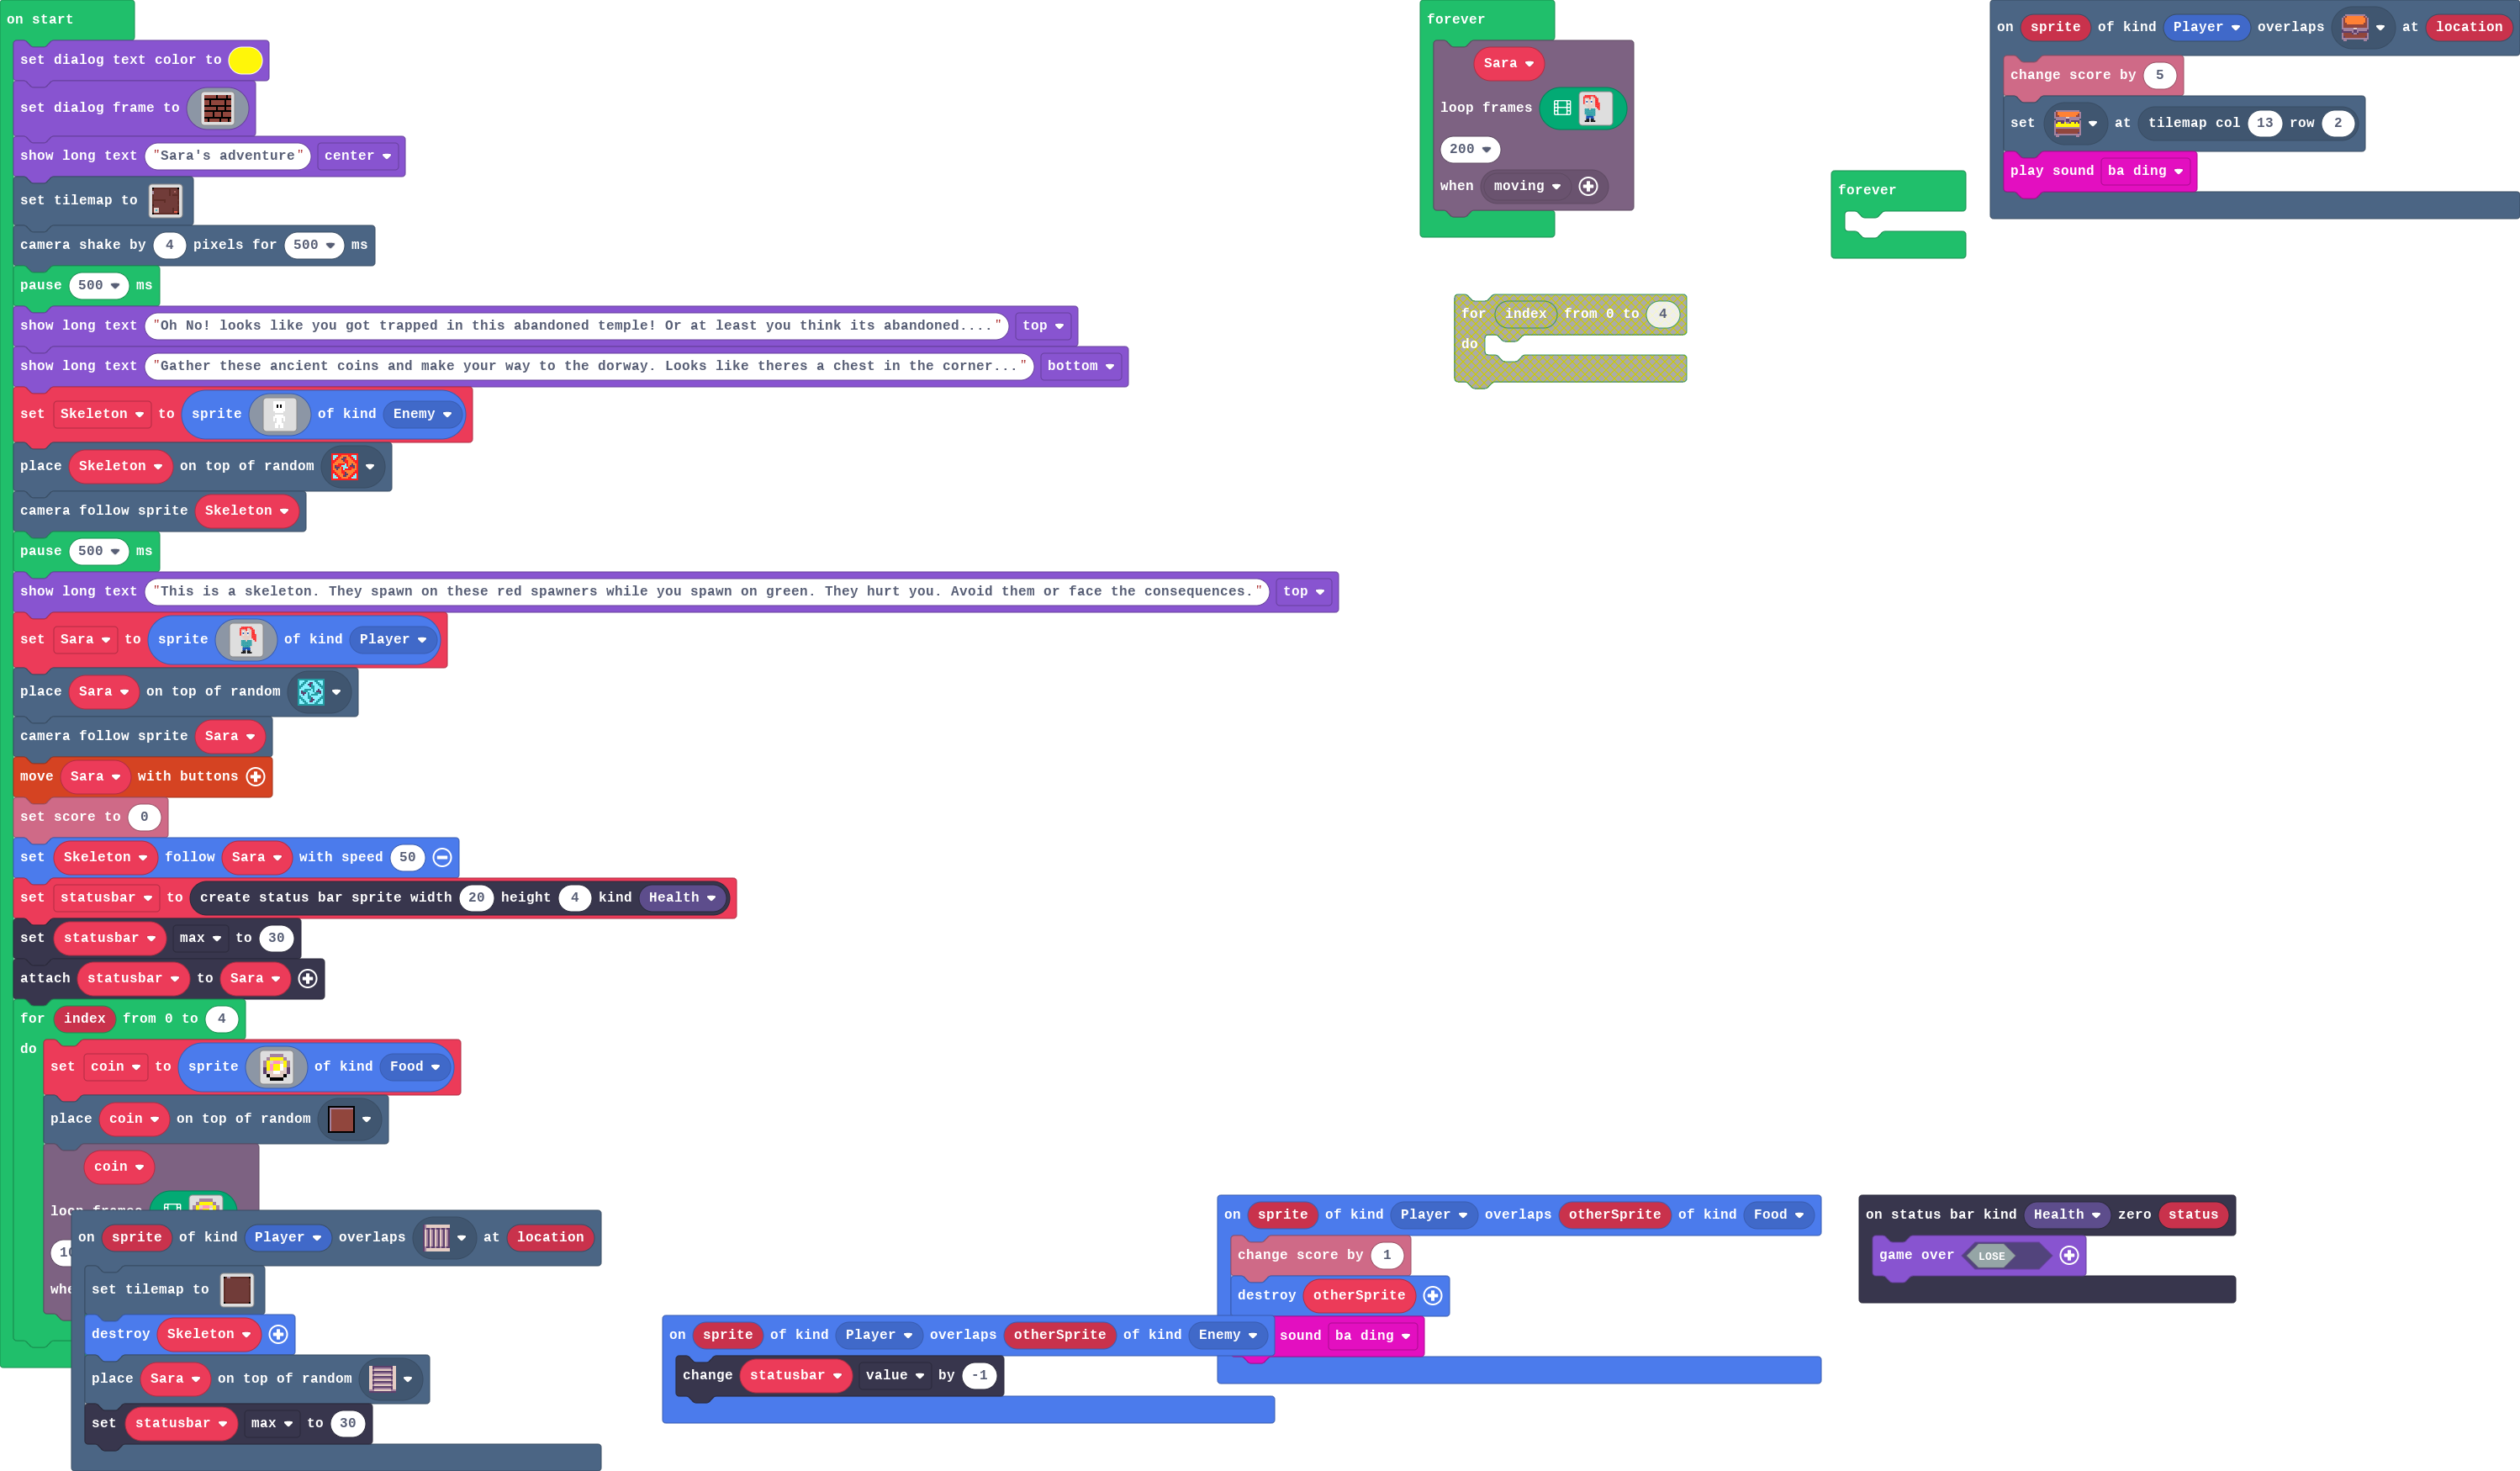 on start
set dialog text color to
set dialog frame to
show long text "Sara's adventure" center
set tilemap to
camera shake by 4 pixels for 500 ms
pause 500 ms
show long text "Oh No! looks like you got trapped in this abandoned temple! Or at least you think its abandoned...." top
show long text "Gather these ancient coins and make your way to the dorway. Looks like theres a chest in the corner..." bottom
set Skeleton to sprite of kind Enemy
place Skeleton on top of random
camera follow sprite Skeleton
pause 500 ms
show long text "This is a skeleton. They spawn on these red spawners while you spawn on green. They hurt you. Avoid them or face the consequences." top
set Sara to sprite of kind Player
place Sara on top of random
camera follow sprite Sara
move Sara with buttons
set score to 0
set Skeleton follow Sara with speed 50
set statusbar to create status bar sprite width 20 height 4 kind Health
set statusbar max to 30
attach statusbar to Sara
for index from 0 to 4
do
set coin to sprite of kind Food
place coin on top of random
coin
loop frames
on sprite of kind Player overlaps at location
set tilemap to
destroy Skeleton
place Sara on top of random
set statusbar max to 30
forever
Sara
loop frames
200
when moving
for index from 0 to 4
do
forever
on sprite of kind Player overlaps at location
change score by 5
set at tilemap col 13 row 2
play sound ba ding
on sprite of kind Player overlaps otherSprite of kind Food
change score by 1
destroy otherSprite
sound ba ding
on sprite of kind Player overlaps otherSprite of kind Enemy
change statusbar value by -1
on status bar kind Health zero status
game over LOSE